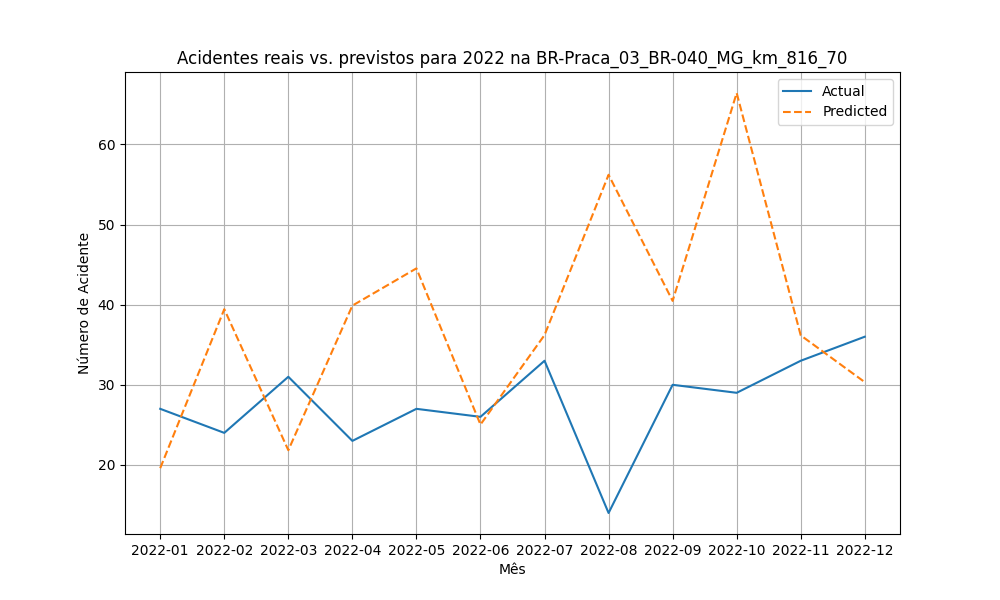 Acidentes reais vs. previstos para 2022 na BR-Praca_03_BR-040_MG_km_816_70
Actual
Predicted
60
50
40
30
20
Número de Acidente
2022-01 2022-02 2022-03 2022-04 2022-05 2022-06 2022-07 2022-08 2022-09 2022-10 2022-11 2022-12
Mês